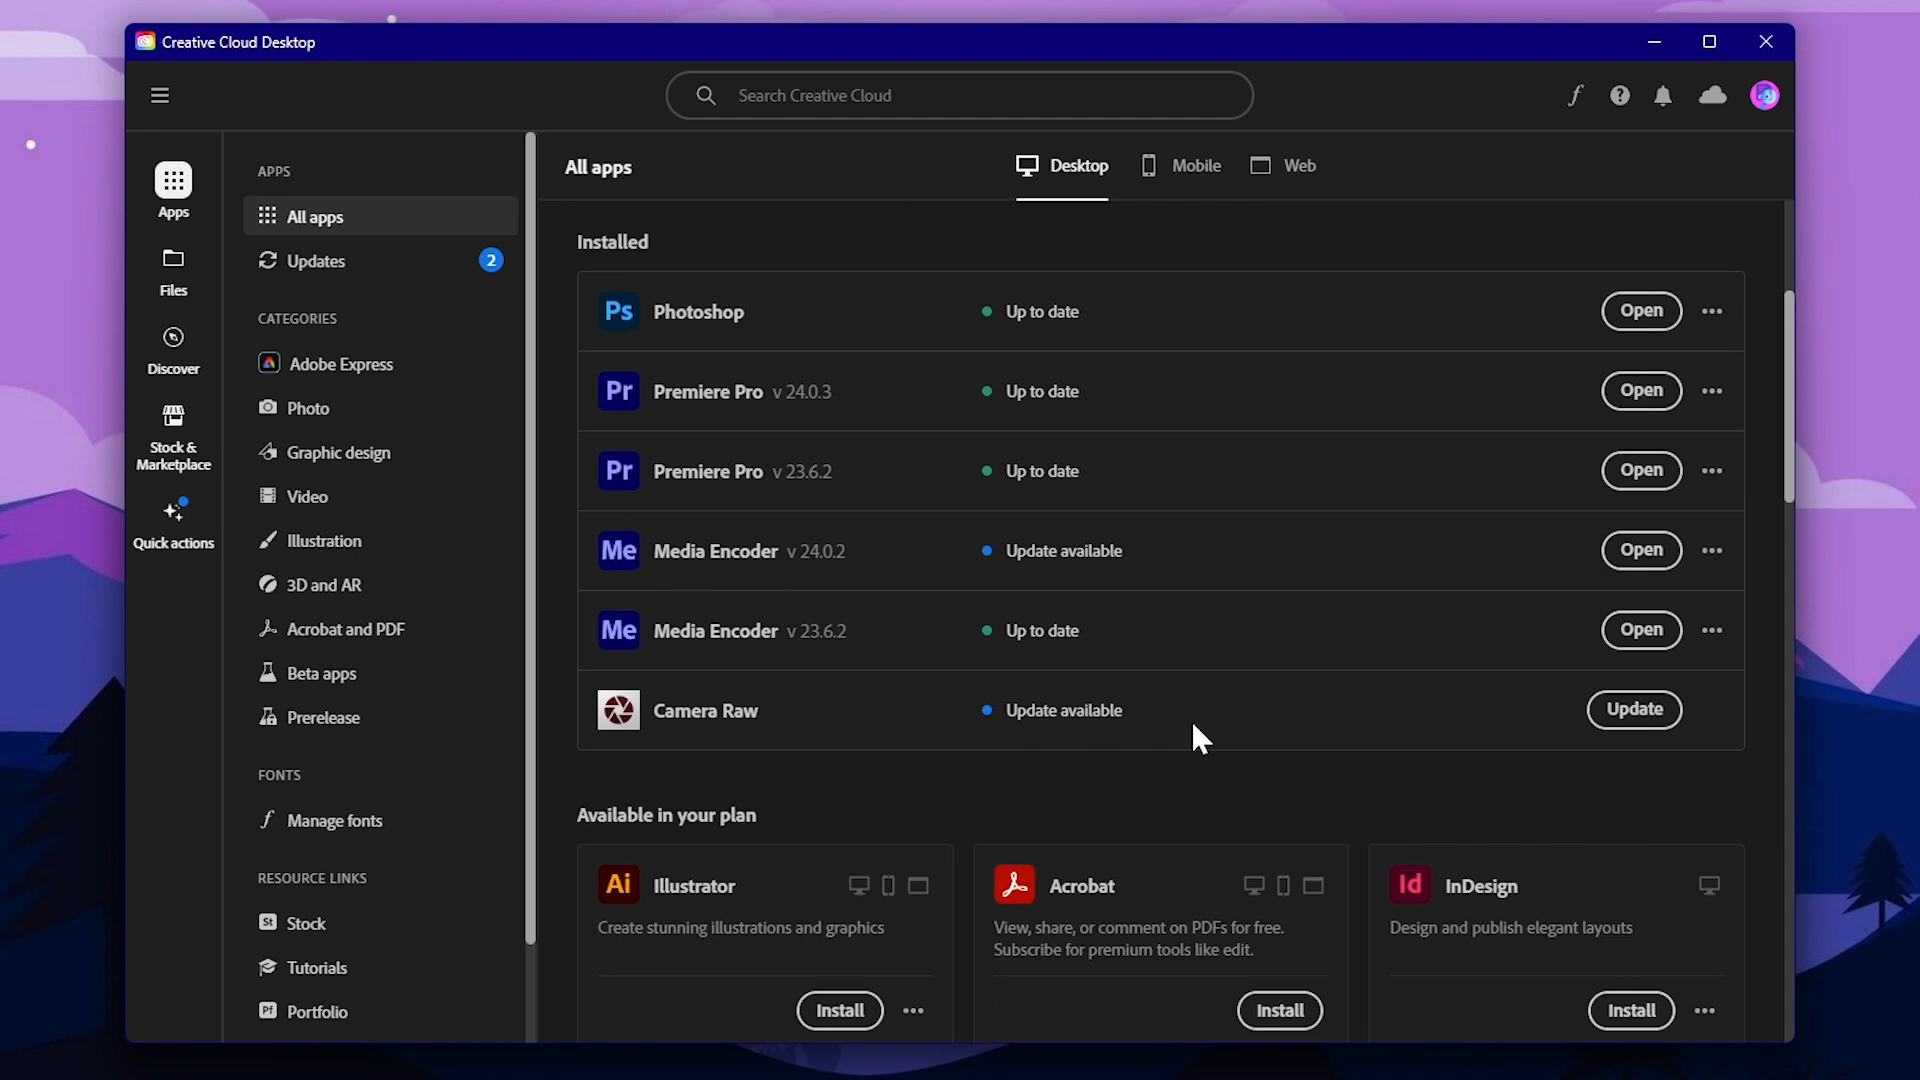 Creative Cloud Desktop
Search Creative Cloud
Apps
Files
Discover
Stock &
Marketplace
Quick actions
APPS
All apps
Updates 2
CATEGORIES
Adobe Express
Photo
Graphic design
Video
Illustration
3D and AR
Acrobat and PDF
Beta apps
Prerelease
FONTS
Manage fonts
RESOURCE LINKS
St Stock
Tutorials
Pf Portfolio
All apps
Desktop Mobile Web
Installed
Ps Photoshop Up to date Open
Pr Premiere Pro v 24.0.3 Up to date Open
Pr Premiere Pro v 23.6.2 Up to date Open
Me Media Encoder v 24.0.2 Update available Open
Me Media Encoder v 23.6.2 Up to date Open
Camera Raw Update available Update
Available in your plan
Ai Illustrator
Create stunning illustrations and graphics
Install
Acrobat
View, share, or comment on PDFs for free.
Subscribe for premium tools like edit.
Install
Id InDesign
Design and publish elegant layouts
Install